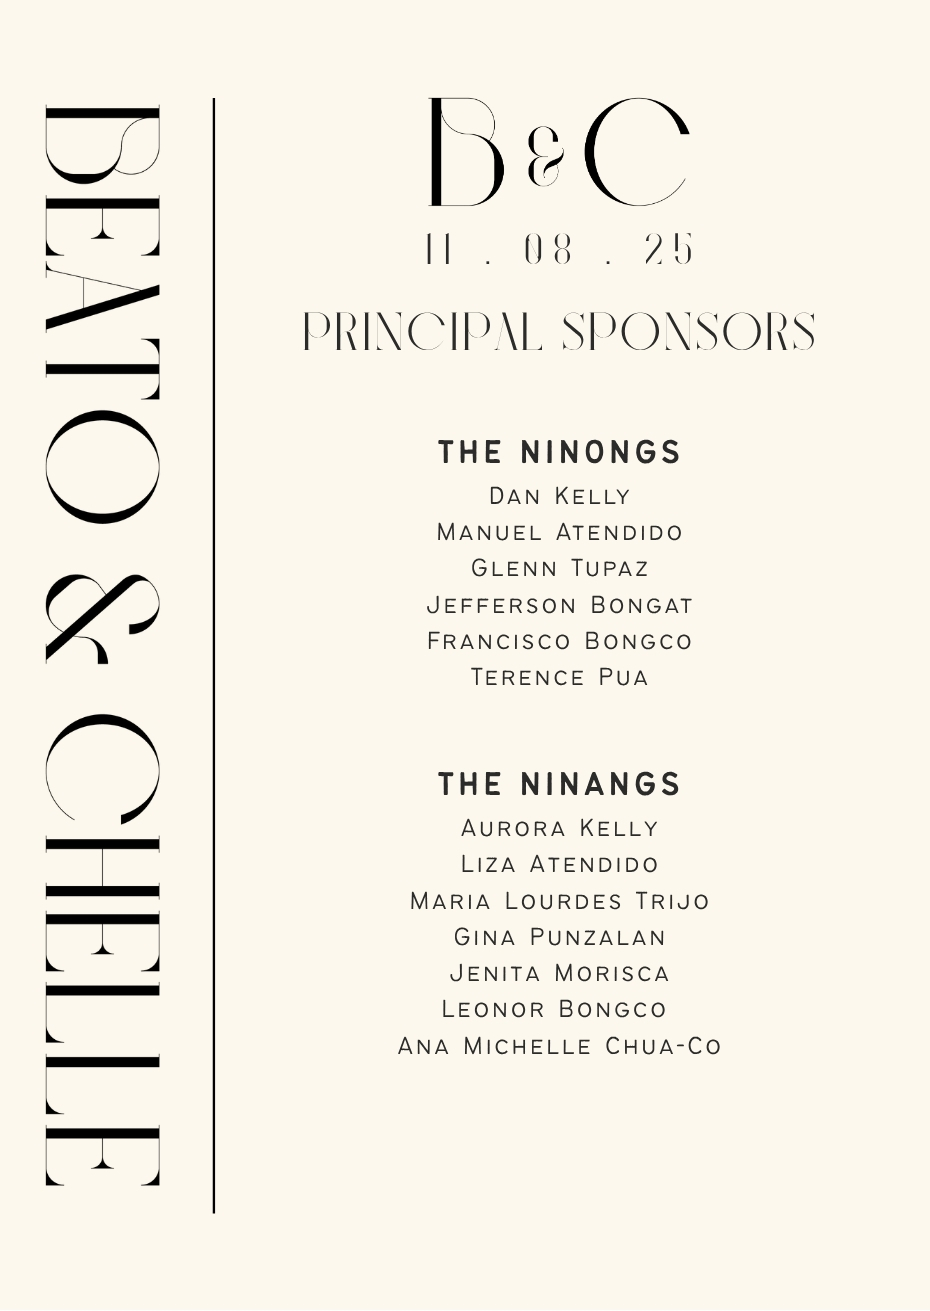 BEATO & CHELLE
B & C
11 . 08 . 25
PRINCIPAL SPONSORS
THE NINONGS
DAN KELLY
MANUEL ATENDIDO
GLENN TUPAZ
JEFFERSON BONGAT
FRANCISCO BONGCO
TERENCE PUA
THE NINANGS
AURORA KELLY
LIZA ATENDIDO
MARIA LOURDES TRIJO
GINA PUNZALAN
JENITA MORISCA
LEONOR BONGCO
ANA MICHELLE CHUA-CO